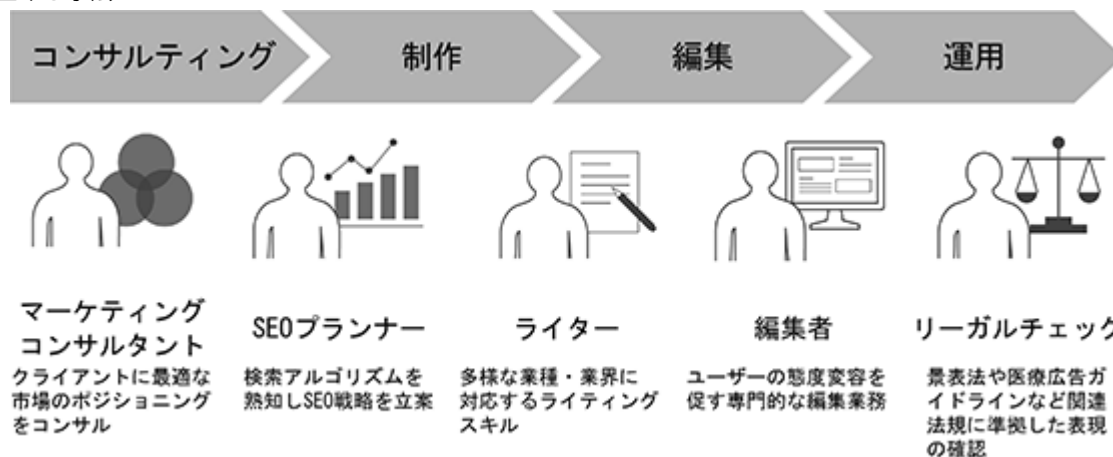 コンサルティング
制作
編集
運用
マーケティング
コンサルタント
クライアントに最適な
市場のポジショニング
をコンサル
SEOプランナー
検索アルゴリズムを
熟知しSEO戦略を立案
ライター
多様な業種・業界に
対応するライティング
スキル
編集者
ユーザーの態度変容を
促す専門的な編集業務
リーガルチェック
景表法や医療広告ガ
イドラインなど関連
法規に準拠した表現
の確認